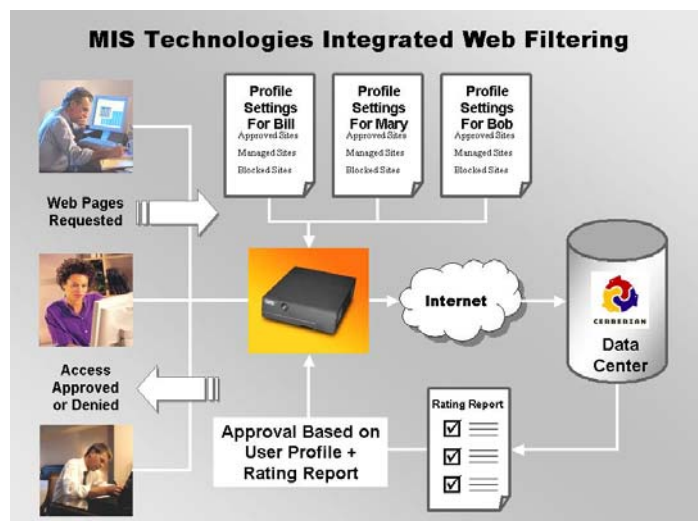 MIS Technologies Integrated Web Filtering
Profile
Settings
For Bill
Approved Sites
Managed Sites
Blocked Sites
Profile
Settings
For Mary
Approved Sites
Managed Sites
Blocked Sites
Profile
Settings
For Bob
Approved Sites
Managed Sites
Blocked Sites
Web Pages
Requested
Internet
CERBERIAN
Data
Center
Access
Approved
or Denied
Approval Based on
User Profile +
Rating Report
Rating Report